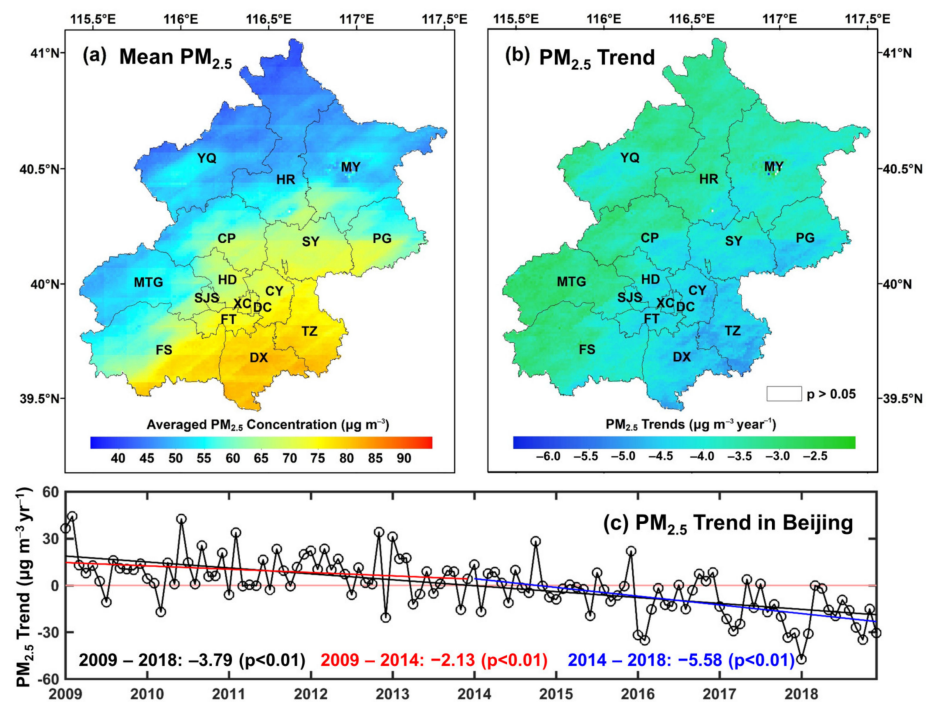 115.5°E 116°E 116.5°E 117°E 117.5°E
115.5°E 116°E 116.5°E 117°E 117.5°E
(a) Mean PM2.5
(b) PM2.5 Trend
41°N
41°N
YQ
HR
MY
CP
SY
PG
MTG
HD
SJS
XC
DC
CY
FT
TZ
FS
DX
40.5°N
40.5°N
YQ
HR
MY
CP
SY
PG
MTG
HD
SJS
XC
DC
CY
FT
TZ
FS
DX
40°N
40°N
39.5°N
39.5°N
p > 0.05
Averaged PM2.5 Concentration (μg m−3)
40 45 50 55 60 65 70 75 80 85 90
PM2.5 Trends (μg m−3 year−1)
−6.0 −5.5 −5.0 −4.5 −4.0 −3.5 −3.0 −2.5
PM2.5 Trend (μg m−3 yr−1)
60
30
0
−30
−60
(c) PM2.5 Trend in Beijing
2009 – 2018: −3.79 (p<0.01) 2009 – 2014: −2.13 (p<0.01) 2014 – 2018: −5.58 (p<0.01)
2009 2010 2011 2012 2013 2014 2015 2016 2017 2018